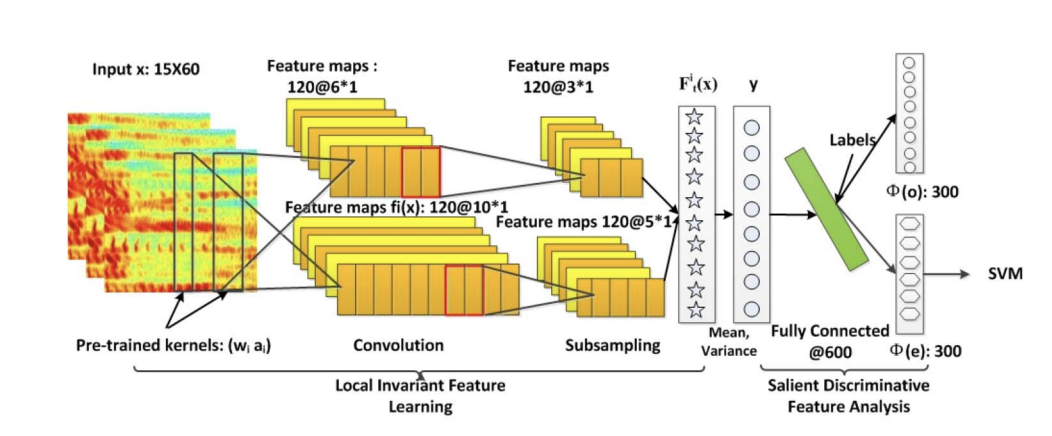 Input x: 15X60
Feature maps :
120@6*1
Feature maps
120@3*1
Fⁱₜ(x)
y
Labels
Φ(o): 300
Feature maps fi(x): 120@10*1
Feature maps 120@5*1
SVM
Pre-trained kernels: (wᵢ aᵢ)
Convolution
Subsampling
Mean,
Variance
Fully Connected
@600
Φ(e): 300
Local Invariant Feature
Learning
Salient Discriminative
Feature Analysis